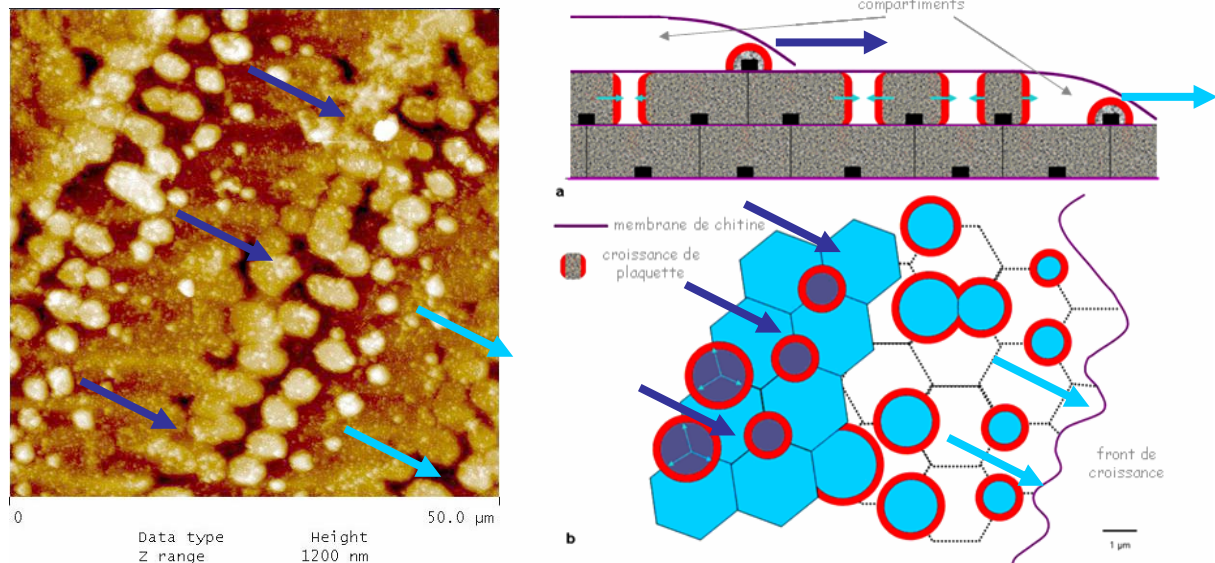 0
50.0 µm
Data type
Height
Z range
1200 nm
compartiments
a
membrane de chitine
croissance de
plaquette
front de
croissance
1 µm
b